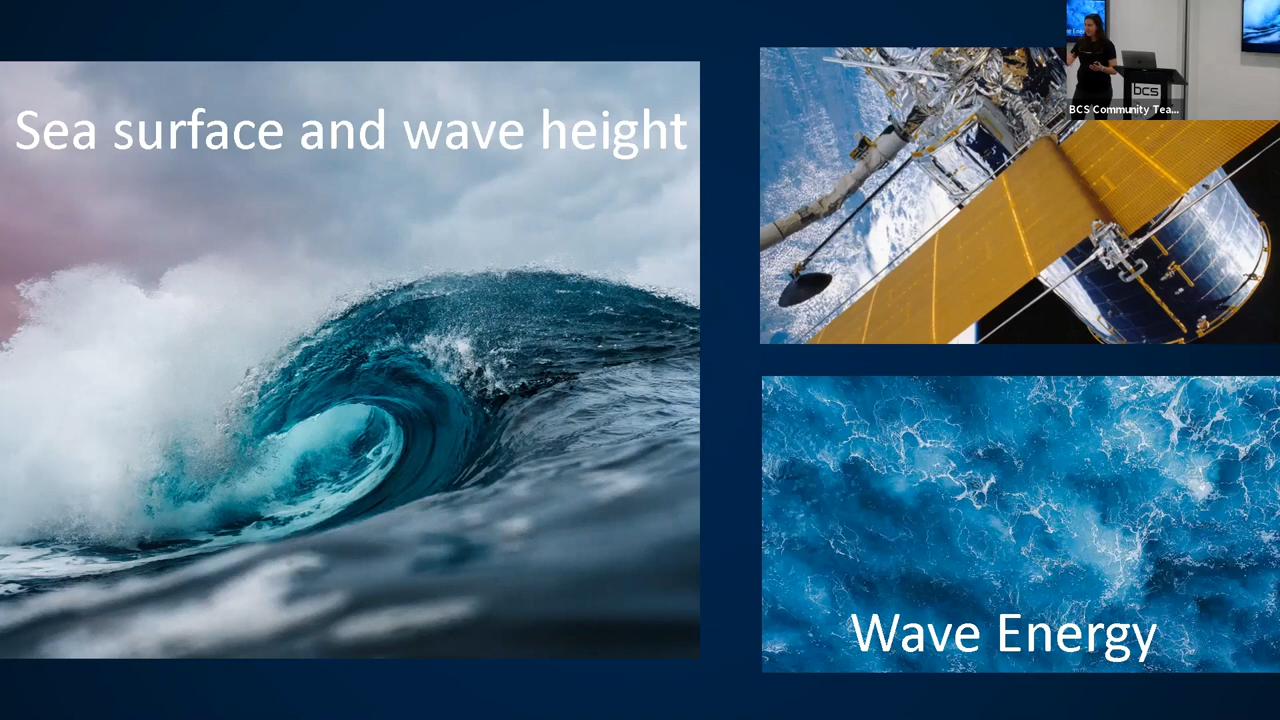 Sea surface and wave height
bcs
BCS Community Tea...
Wave Energy